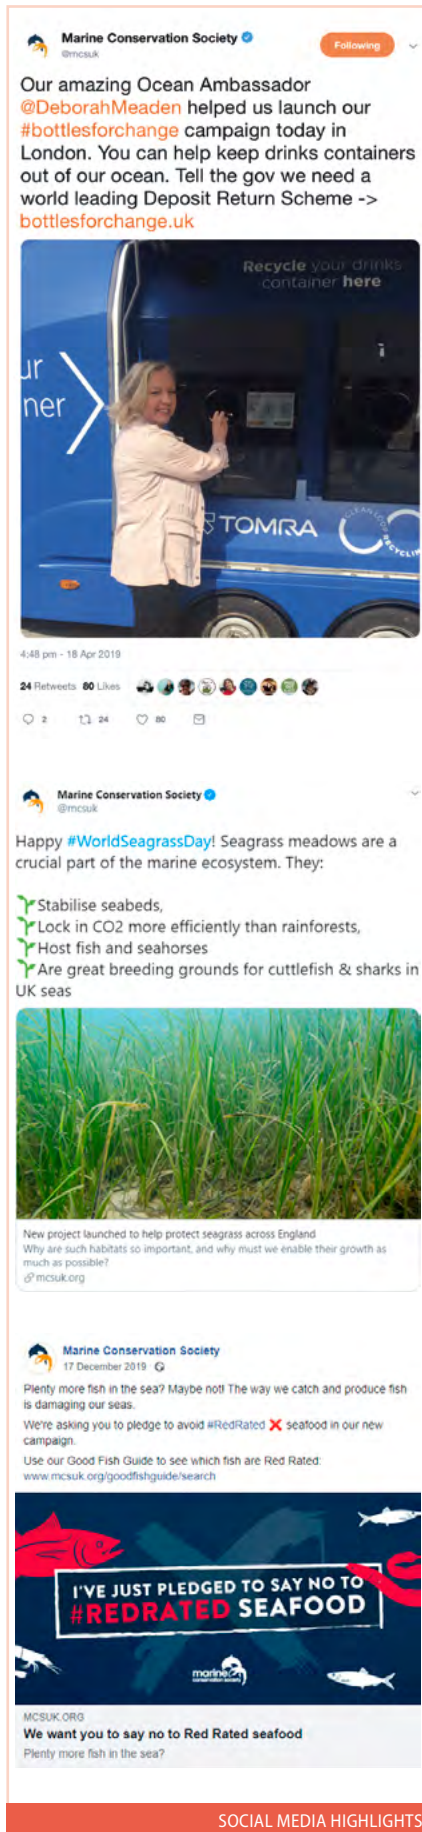 Marine Conservation Society
@mcsuk
Following
Our amazing Ocean Ambassador
@DeborahMeaden helped us launch our
#bottlesforchange campaign today in
London. You can help keep drinks containers
out of our ocean. Tell the gov we need a
world leading Deposit Return Scheme ->
bottlesforchange.uk
Recycle your drinks
container here
ur
ner
TOMRA
CLEAN LOOP
RECYCLIN
4:48 pm - 18 Apr 2019
24 Retweets 80 Likes
2 24 80
Marine Conservation Society
@mcsuk
Happy #WorldSeagrassDay! Seagrass meadows are a
crucial part of the marine ecosystem. They:
Stabilise seabeds,
Lock in CO2 more efficiently than rainforests,
Host fish and seahorses
Are great breeding grounds for cuttlefish & sharks in
UK seas
New project launched to help protect seagrass across England
Why are such habitats so important, and why must we enable their growth as
much as possible?
mcsuk.org
Marine Conservation Society
17 December 2019
Plenty more fish in the sea? Maybe not! The way we catch and produce fish
is damaging our seas.
We're asking you to pledge to avoid #RedRated ❌ seafood in our new
campaign.
Use our Good Fish Guide to see which fish are Red Rated:
www.mcsuk.org/goodfishguide/search
I'VE JUST PLEDGED TO SAY NO TO
#REDRATED SEAFOOD
marine
conservation society
MCSUK.ORG
We want you to say no to Red Rated seafood
Plenty more fish in the sea?
SOCIAL MEDIA HIGHLIGHTS